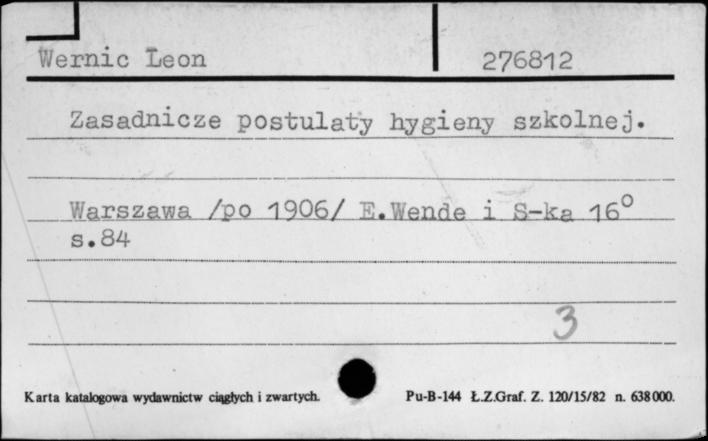 Wernic Leon 276812
Zasadnicze postulaty hygieny szkolnej.
Warszawa /po 1906/ E.Wende i S-ka 16°
s.84
3
Karta katalogowa wydawnictw ciągłych i zwartych. Pu-B-144 Ł.Z.Graf. Z. 120/15/82 n. 638000.